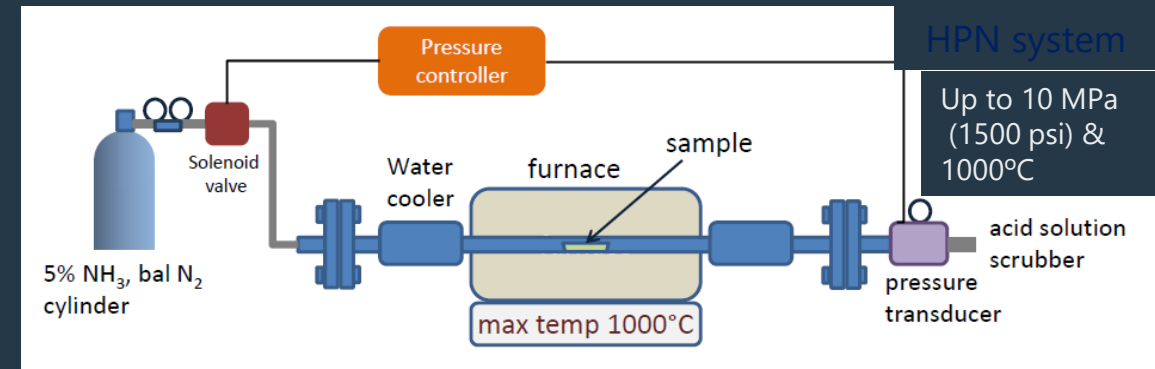 HPN system
Up to 10 MPa
(1500 psi) &
1000ºC
Pressure
controller
Solenoid
valve
Water
cooler
furnace
sample
5% NH₃, bal N₂
cylinder
max temp 1000°C
acid solution
scrubber
pressure
transducer